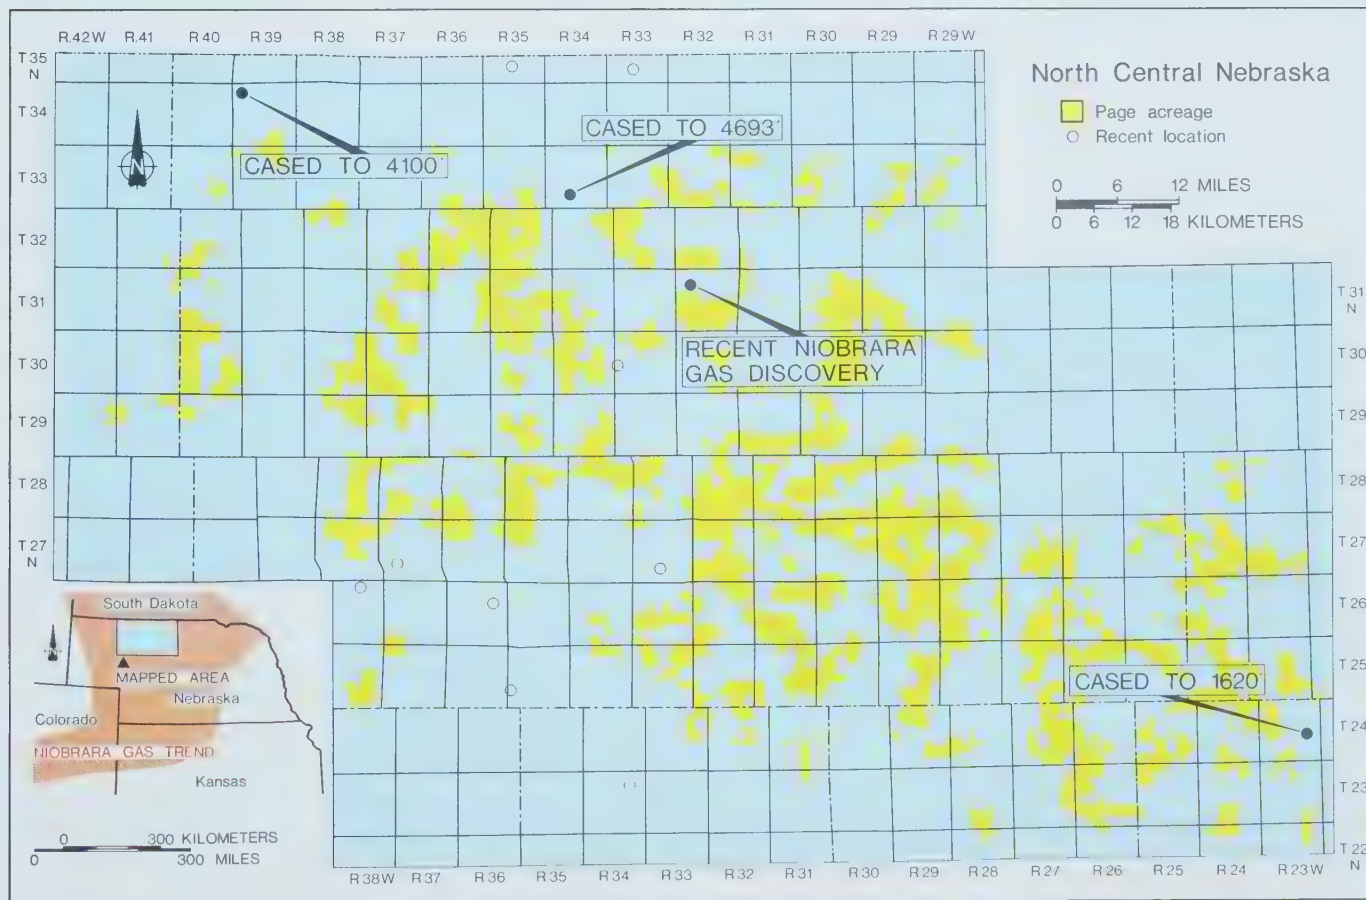 R.42W R.41 R 40 R 39 R 38 R 37 R 36 R 34 R 33 R 32 R 31 R 30 R 29 R 29 W
T 35
N
T 34
T 33
T 32
T 31
T 30
T 29
T 28
T 27
N
North Central Nebraska
Page acreage
Recent location
0 6 12 MILES
0 6 12 18 KILOMETERS
N
CASED TO 4100'
CASED TO 4693'
RECENT NIOBRARA
GAS DISCOVERY
CASED TO 1620'
T 31
N
T 30
T 29
T 28
T 27
T 26
T 25
T 24
T 23
T 22
N
South Dakota
MAPPED AREA
Nebraska
Colorado
NIOBRARA GAS TREND
Kansas
0 300 KILOMETERS
0 300 MILES
R 38W R 37 R 36 R 35 R 34 R 33 R 32 R 31 R 30 R 29 R 28 R 27 R 26 R 25 R 24 R 23 W